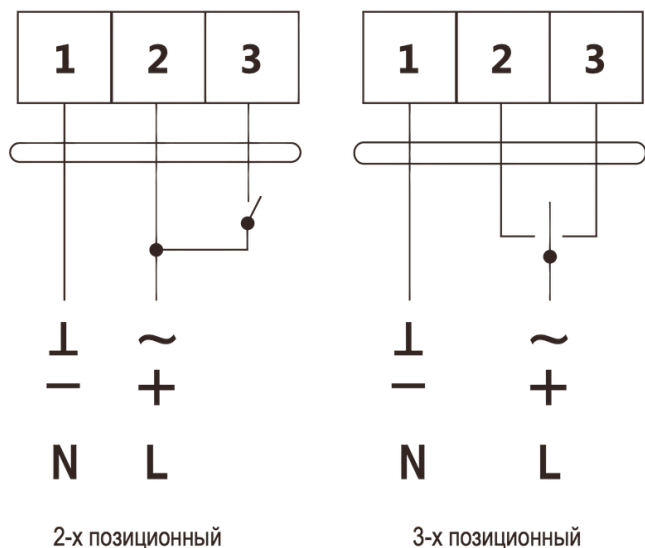 1 2 3 1 2 3
⊥ ~ ⊥ ~
− + − +
N L N L
2-х позиционный 3-х позиционный